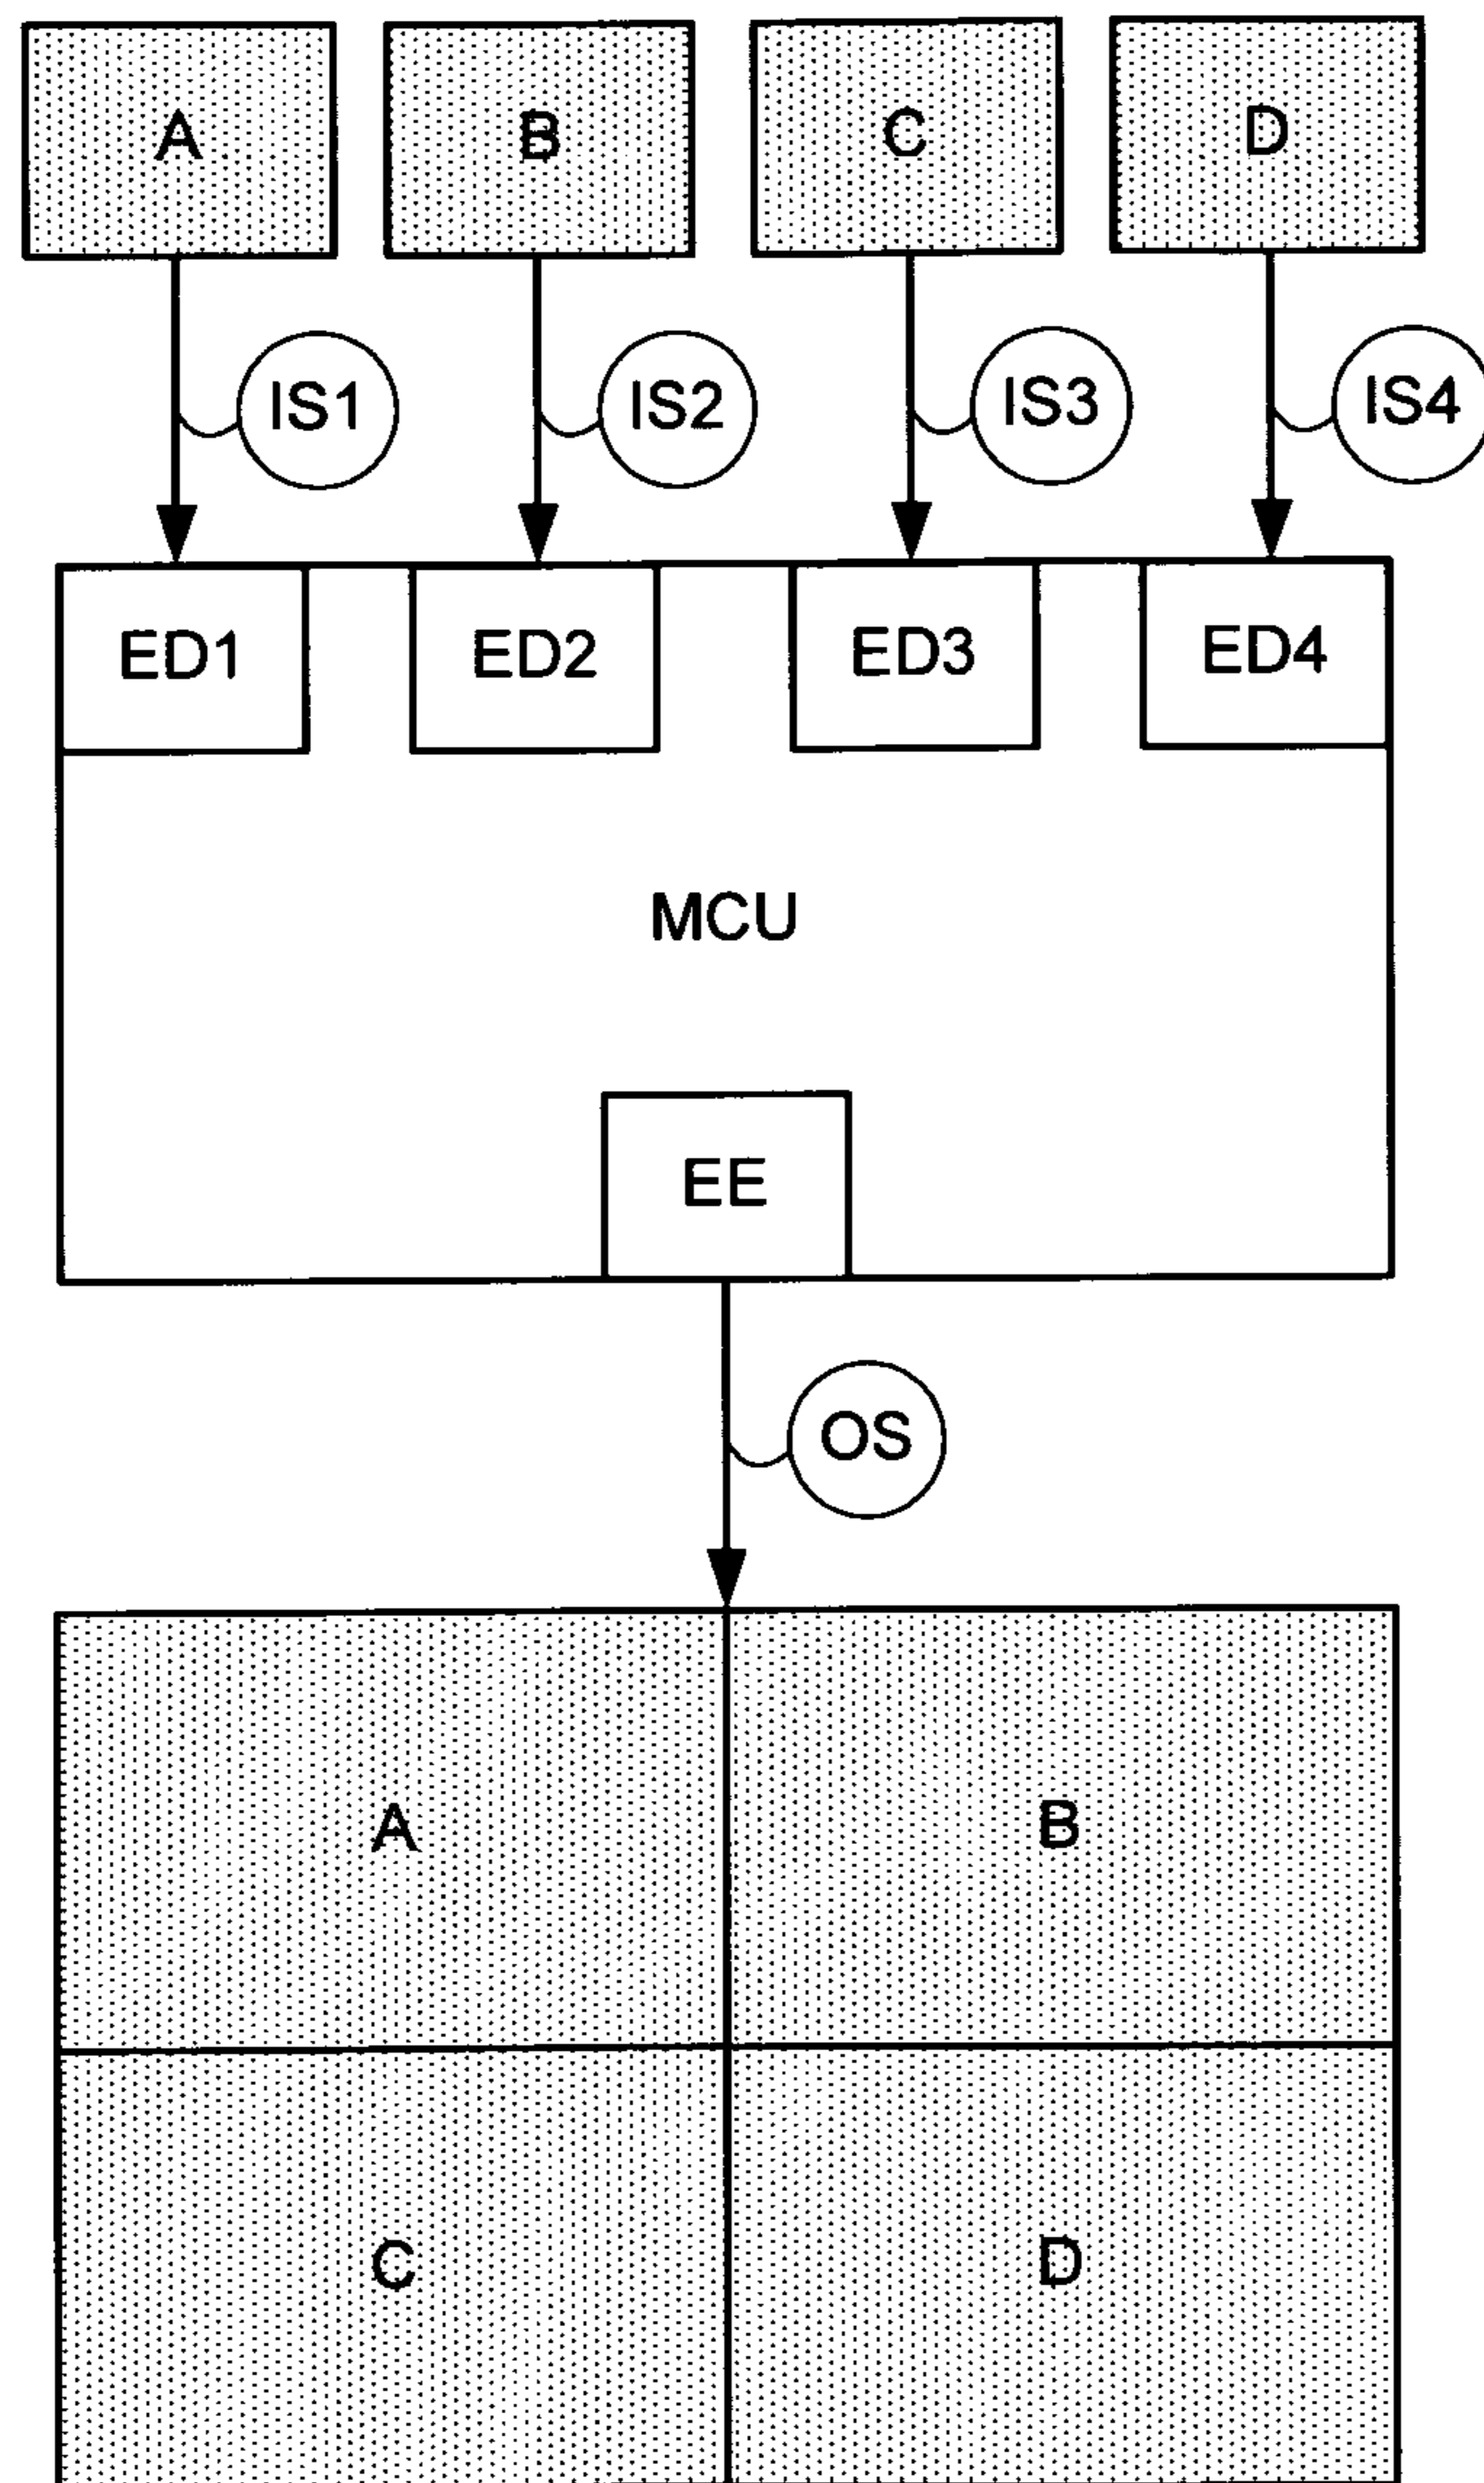 A B C D
IS1 IS2 IS3 IS4
ED1 ED2 ED3 ED4
MCU
EE
OS
A B
C D